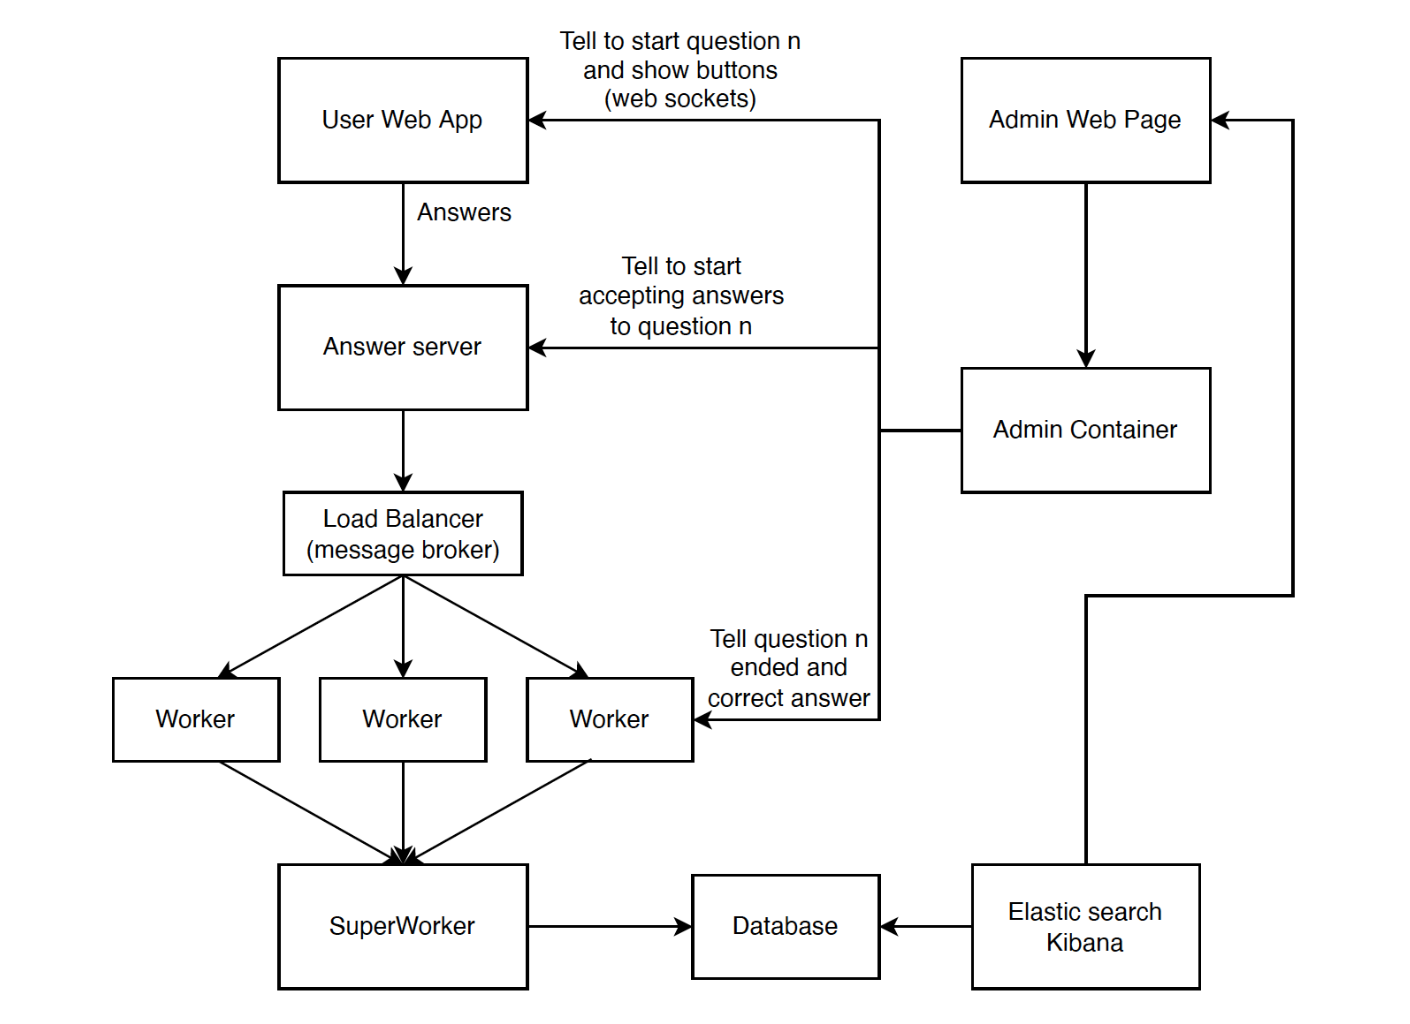 Tell to start question n
and show buttons
(web sockets)
User Web App
Admin Web Page
Answers
Tell to start
accepting answers
to question n
Answer server
Admin Container
Load Balancer
(message broker)
Tell question n
ended and
correct answer
Worker
Worker
Worker
SuperWorker
Database
Elastic search
Kibana